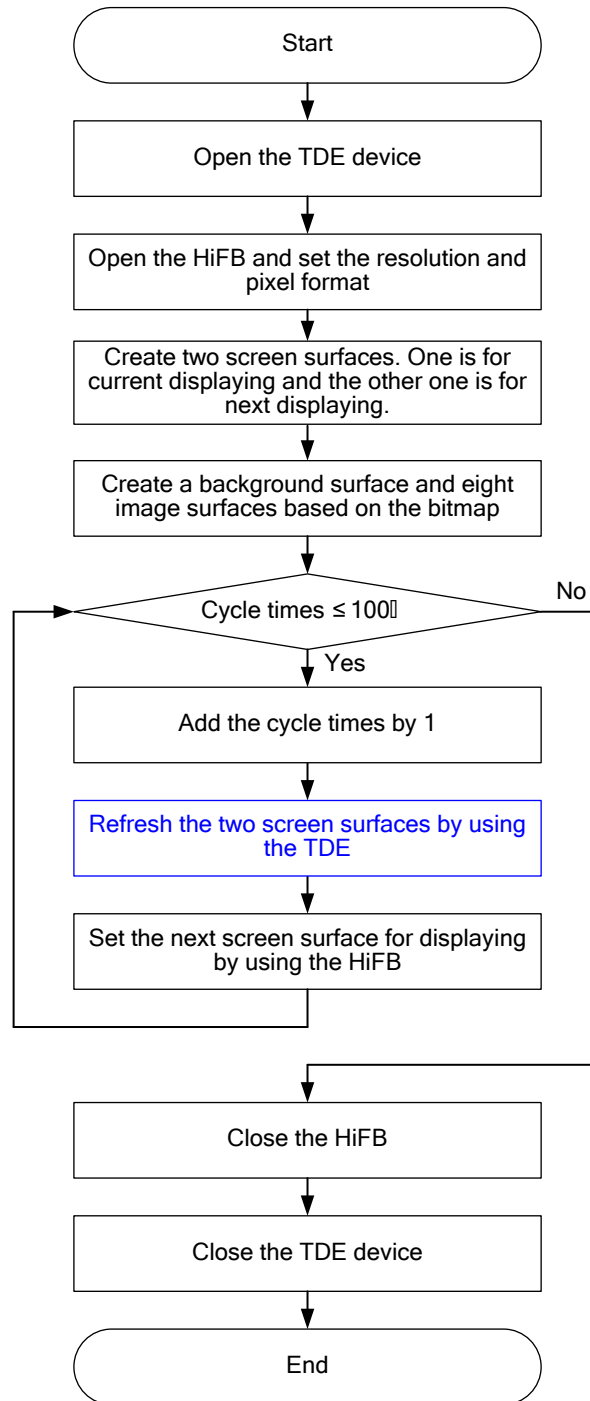 Start
Open the TDE device
Open the HiFB and set the resolution and
pixel format
Create two screen surfaces. One is for
current displaying and the other one is for
next displaying.
Create a background surface and eight
image surfaces based on the bitmap
Cycle times ≤ 100▯
No
Yes
Add the cycle times by 1
Refresh the two screen surfaces by using
the TDE
Set the next screen surface for displaying
by using the HiFB
Close the HiFB
Close the TDE device
End